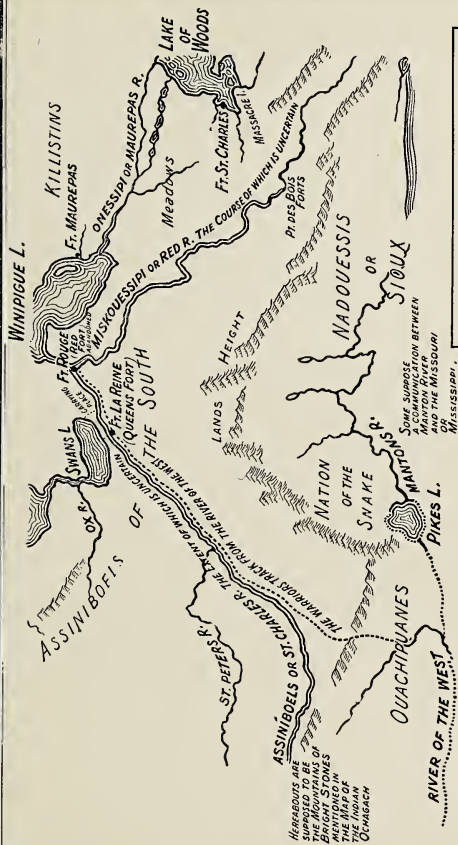 WINIPIGUE L.
KILLISTINS
LAKE
OF
WOODS
FT. MAUREPAS
ONESSIPI OR MAUREPAS R.
Meadows
FT. ST. CHARLES
MASSACRE I.
FT. ROUGE
RED
FORT
ABANDONED
MISKOUESSIPI OR RED R. THE COURSE OF WHICH IS UNCERTAIN
PT. DES BOIS
FORTS
SWANS L
CARRYING PLACE
FT. LA REINE
QUEENS FORT
OX R.
ASSINIBOFIS
OF THE SOUTH
LANDS HEIGHT
NADOUESSIS
OR
SIOUX
ST. PETERS R.
ASSINIBOELS OR ST. CHARLES R. THE EXTENT OF WHICH IS UNCERTAIN
THE WARRIORS TRACK FROM THE RIVER OF THE WEST
NATION
OF THE
SNAKE
MANTONS R.
SOME SUPPOSE
A COMMUNICATION BETWEEN
MANTON RIVER
AND THE MISSOURI
OR
MISSISSIPPI.
PIKES L.
OUACHIPUANES
RIVER OF THE WEST
HEREABOUTS ARE
SUPPOSED TO BE
THE MOUNTAINS OF
BRIGHT STONES
MENTIONED IN
THE MAP OF
THE INDIAN
OCHAGACH